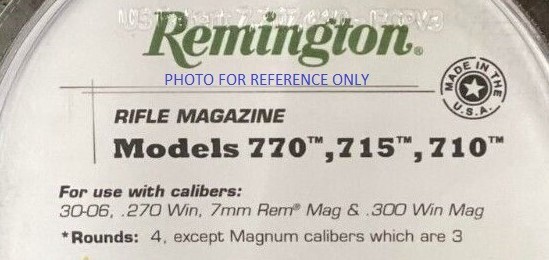 Remington®
PHOTO FOR REFERENCE ONLY
MADE IN THE U.S.A.
RIFLE MAGAZINE
Models 770™, 715™, 710™
For use with calibers:
30-06, .270 Win, 7mm Rem® Mag & .300 Win Mag
*Rounds: 4, except Magnum calibers which are 3